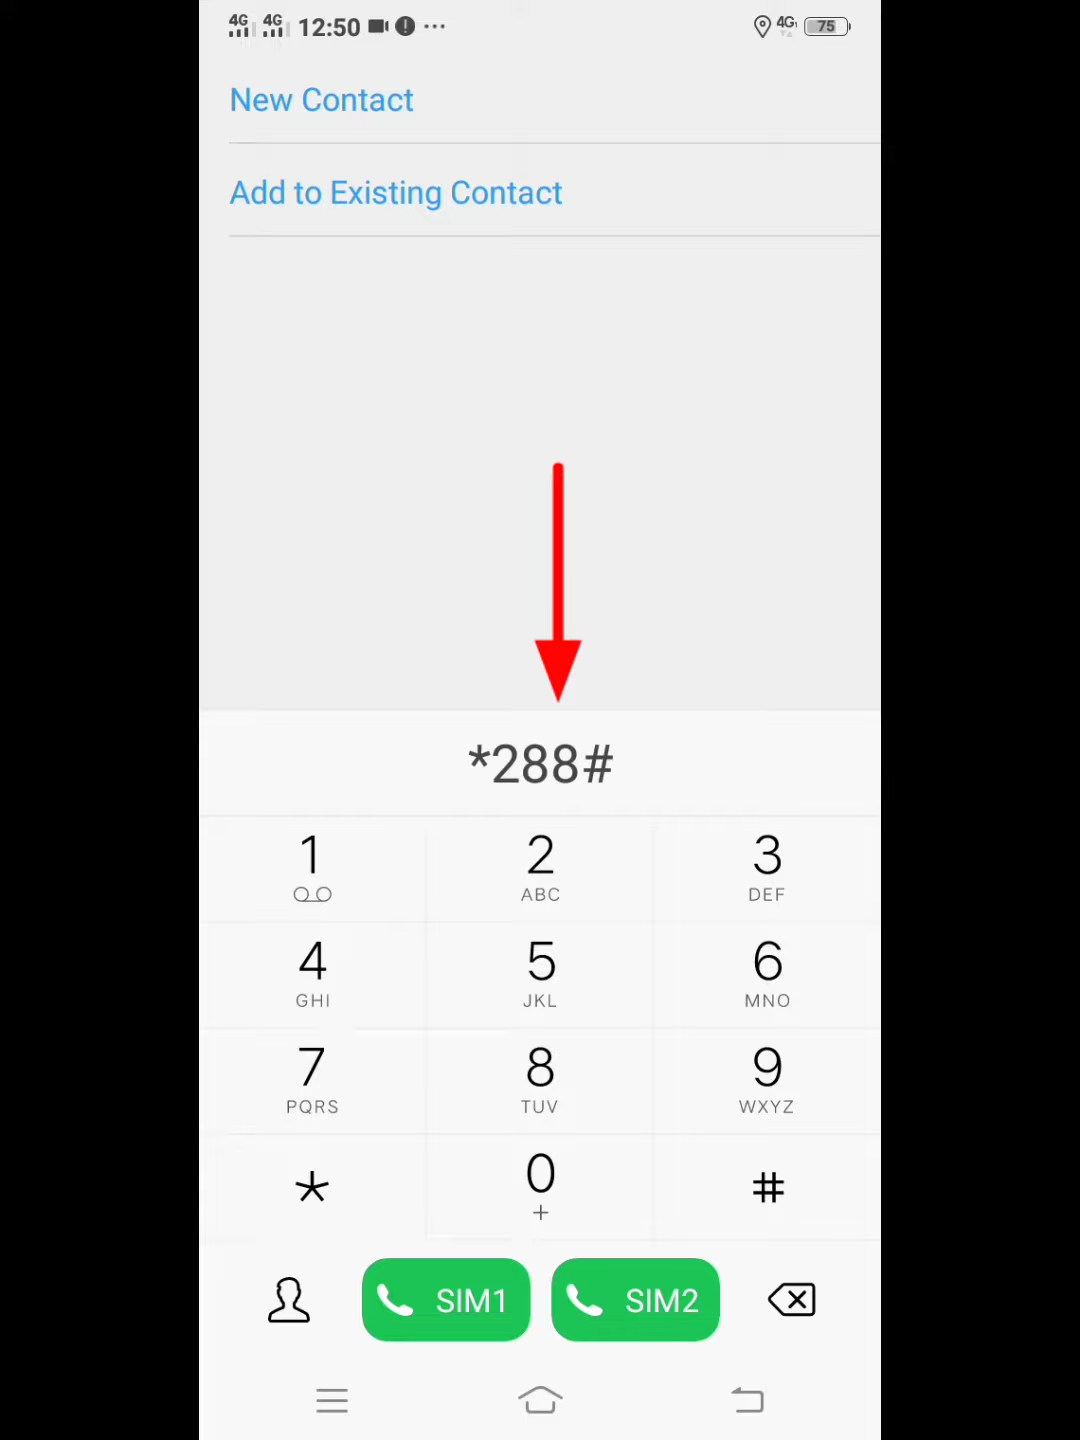 4G 4G 12:50 4G 75
New Contact
Add to Existing Contact
*288#
1 2 3
ABC DEF
4 5 6
GHI JKL MNO
7 8 9
PQRS TUV WXYZ
* 0 #
+
SIM1 SIM2